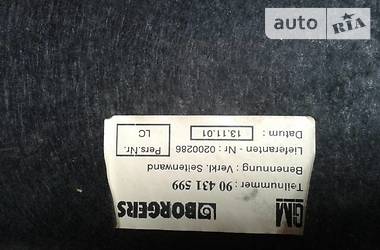 auto RIA
GM BORGERS
Teilnummer : 90 431 599
Benennung : Verkl. Seitenwand
Lieferanten - Nr : 0200286
Datum : 13.11.01
Pers.Nr.
LC